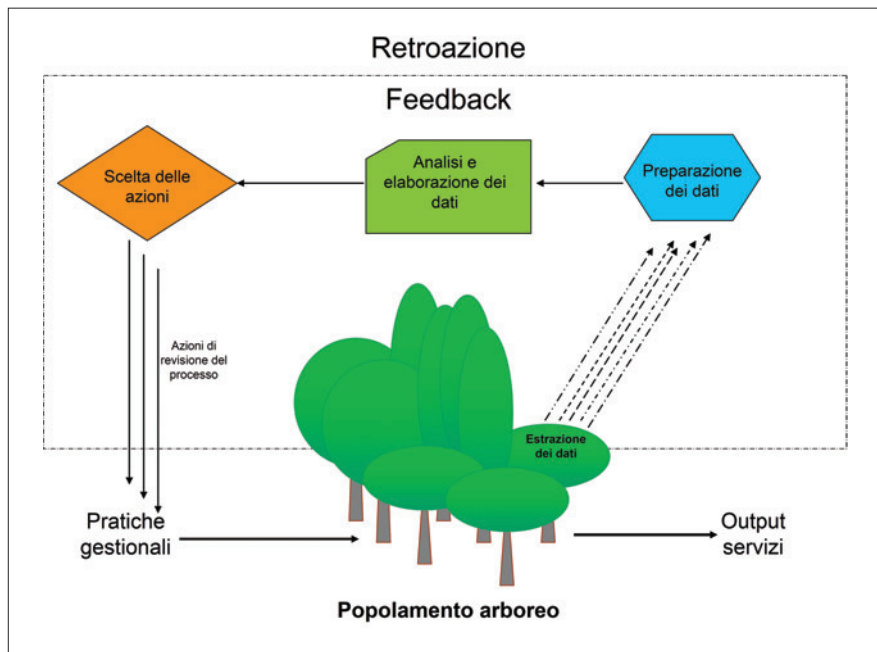 Retroazione
Feedback
Scelta delle
azioni
Analisi e
elaborazione dei
dati
Preparazione
dei dati
Azioni di
revisione del
processo
Estrazione
dei dati
Pratiche
gestionali
Output
servizi
Popolamento arboreo